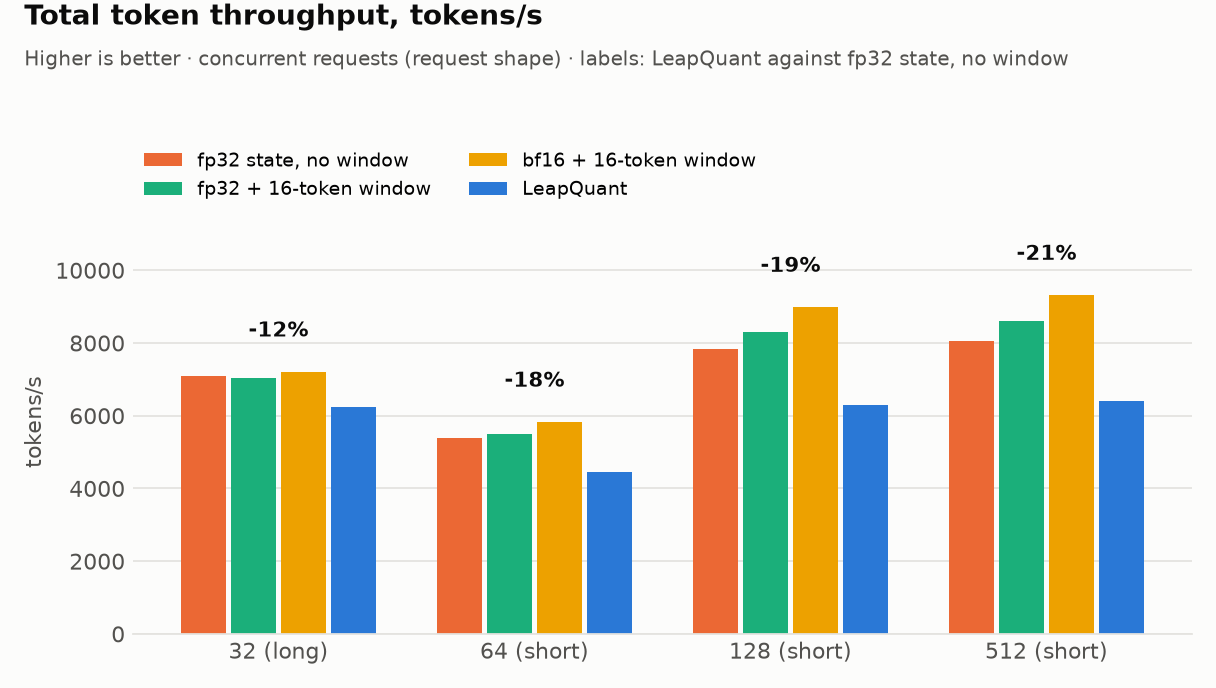 Total token throughput, tokens/s
Higher is better · concurrent requests (request shape) · labels: LeapQuant against fp32 state, no window
fp32 state, no window
bf16 + 16-token window
fp32 + 16-token window
LeapQuant
tokens/s
10000
8000
6000
4000
2000
0
-12%
-18%
-19%
-21%
32 (long)
64 (short)
128 (short)
512 (short)